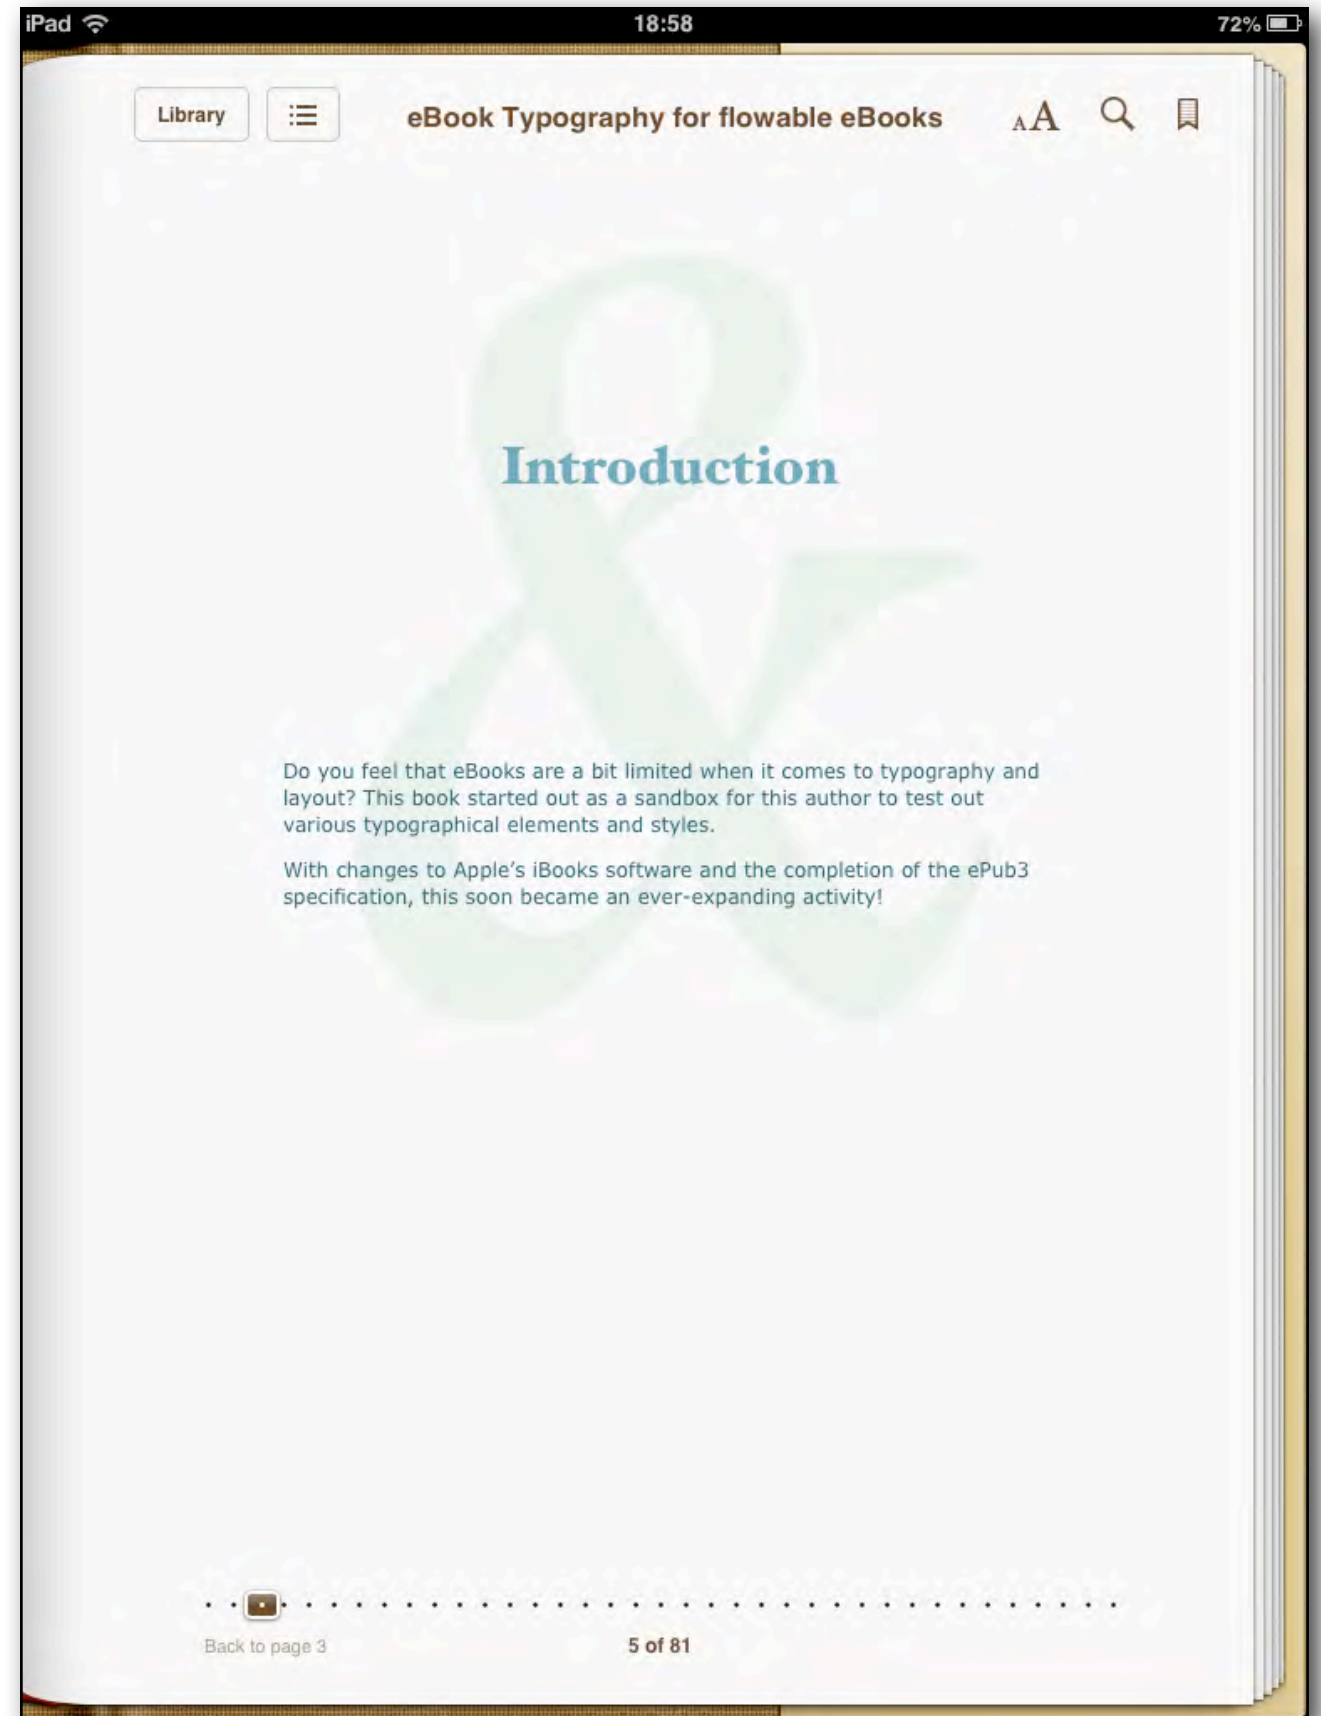 iPad 18:58 72%
Library eBook Typography for flowable eBooks AA
&
Introduction
Do you feel that eBooks are a bit limited when it comes to typography and
layout? This book started out as a sandbox for this author to test out
various typographical elements and styles.
With changes to Apple’s iBooks software and the completion of the ePub3
specification, this soon became an ever-expanding activity!
Back to page 3 5 of 81